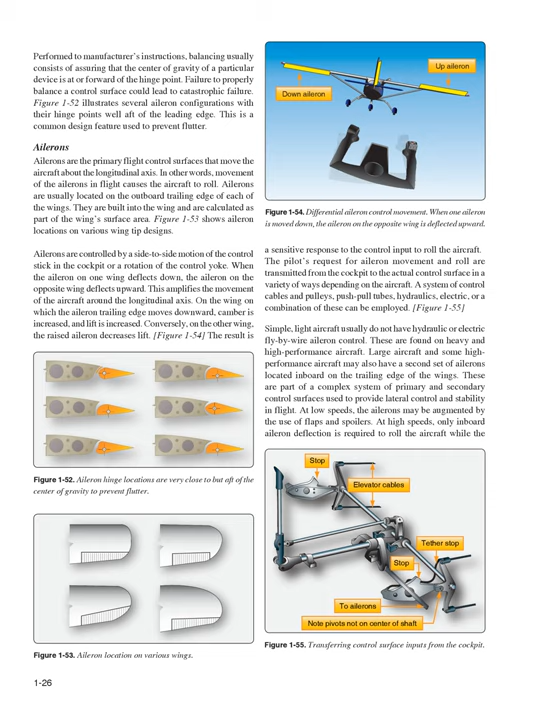 Performed to manufacturer's instructions, balancing usually
consists of assuring that the center of gravity of a particular
device is at or forward of the hinge point. Failure to properly
balance a control surface could lead to catastrophic failure.
Figure 1-52 illustrates several aileron configurations with
their hinge points well aft of the leading edge. This is a
common design feature used to prevent flutter.
Ailerons
Ailerons are the primary flight control surfaces that move the
aircraft about the longitudinal axis. In other words, movement
of the ailerons in flight causes the aircraft to roll. Ailerons
are usually located on the outboard trailing edge of each of
the wings. They are built into the wing and are calculated as
part of the wing's surface area. Figure 1-53 shows aileron
locations on various wing tip designs.
Ailerons are controlled by a side-to-side motion of the control
stick in the cockpit or a rotation of the control yoke. When
the aileron on one wing deflects down, the aileron on the
opposite wing deflects upward. This amplifies the movement
of the aircraft around the longitudinal axis. On the wing on
which the aileron trailing edge moves downward, camber is
increased, and lift is increased. Conversely, on the other wing,
the raised aileron decreases lift. [Figure 1-54] The result is
Figure 1-52. Aileron hinge locations are very close to but aft of the
center of gravity to prevent flutter.
Figure 1-53. Aileron location on various wings.
Up aileron
Down aileron
Figure 1-54. Differential aileron control movement. When one aileron
is moved down, the aileron on the opposite wing is deflected upward.
a sensitive response to the control input to roll the aircraft.
The pilot's request for aileron movement and roll are
transmitted from the cockpit to the actual control surface in a
variety of ways depending on the aircraft. A system of control
cables and pulleys, push-pull tubes, hydraulics, electric, or a
combination of these can be employed. [Figure 1-55]
Simple, light aircraft usually do not have hydraulic or electric
fly-by-wire aileron control. These are found on heavy and
high-performance aircraft. Large aircraft and some high-
performance aircraft may also have a second set of ailerons
located inboard on the trailing edge of the wings. These
are part of a complex system of primary and secondary
control surfaces used to provide lateral control and stability
in flight. At low speeds, the ailerons may be augmented by
the use of flaps and spoilers. At high speeds, only inboard
aileron deflection is required to roll the aircraft while the
Stop
Elevator cables
Tether stop
Stop
To ailerons
Note pivots not on center of shaft
Figure 1-55. Transferring control surface inputs from the cockpit.
1-26